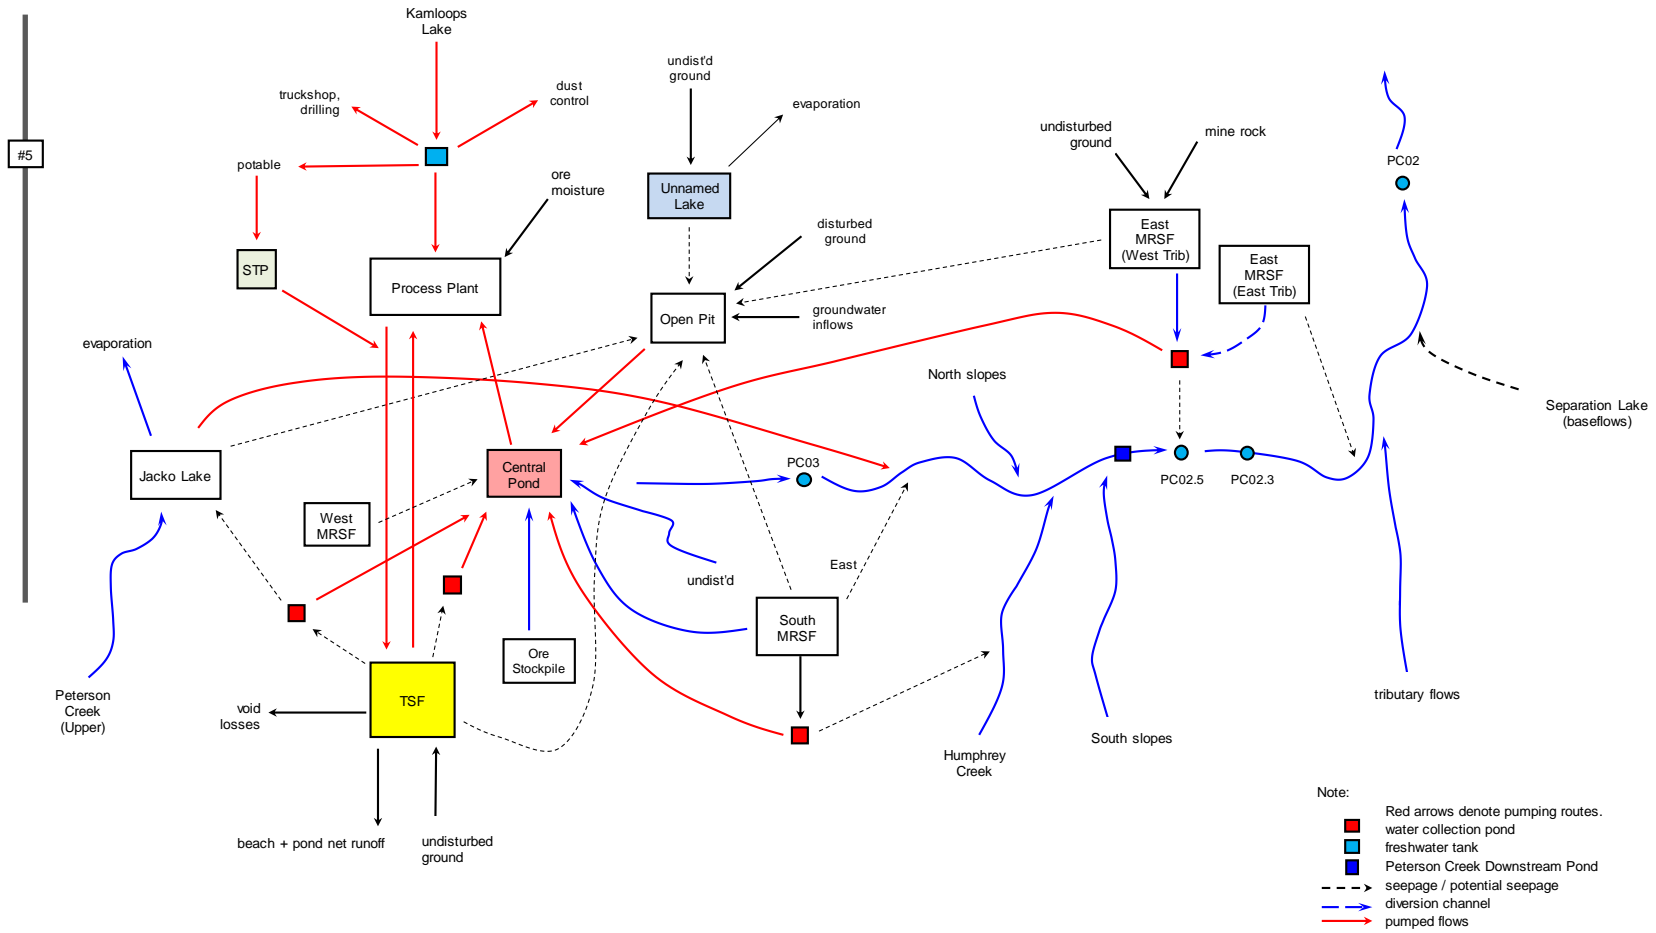 Kamloops
Lake
undist'd
ground
truckshop,
drilling
dust
control
evaporation
undisturbed
ground
mine rock
#5
potable
ore
moisture
PC02
Unnamed
Lake
disturbed
ground
East
MRSF
(West Trib)
East
MRSF
(East Trib)
STP
Process Plant
Open Pit
groundwater
inflows
evaporation
North slopes
Separation Lake
(baseflows)
Jacko Lake
Central
Pond
PC03
PC02.5
PC02.3
West
MRSF
East
undist'd
South
MRSF
Ore
Stockpile
Peterson
Creek
(Upper)
void
losses
TSF
tributary flows
South slopes
Humphrey
Creek
beach + pond net runoff
undisturbed
ground
Note:
Red arrows denote pumping routes.
water collection pond
freshwater tank
Peterson Creek Downstream Pond
seepage / potential seepage
diversion channel
pumped flows